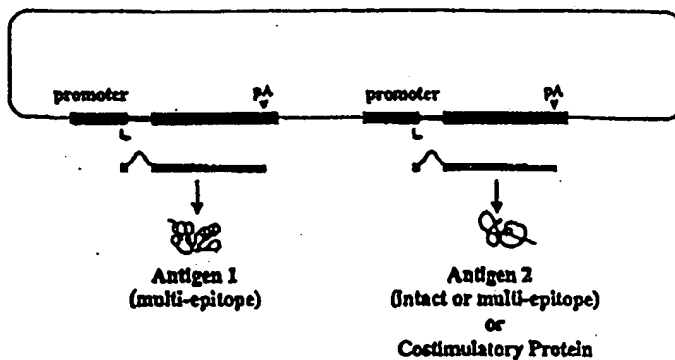 pA pA
promoter promoter
Antigen 1 Antigen 2
(multi-epitope) (Intact or multi-epitope)
or
Costimulatory Protein